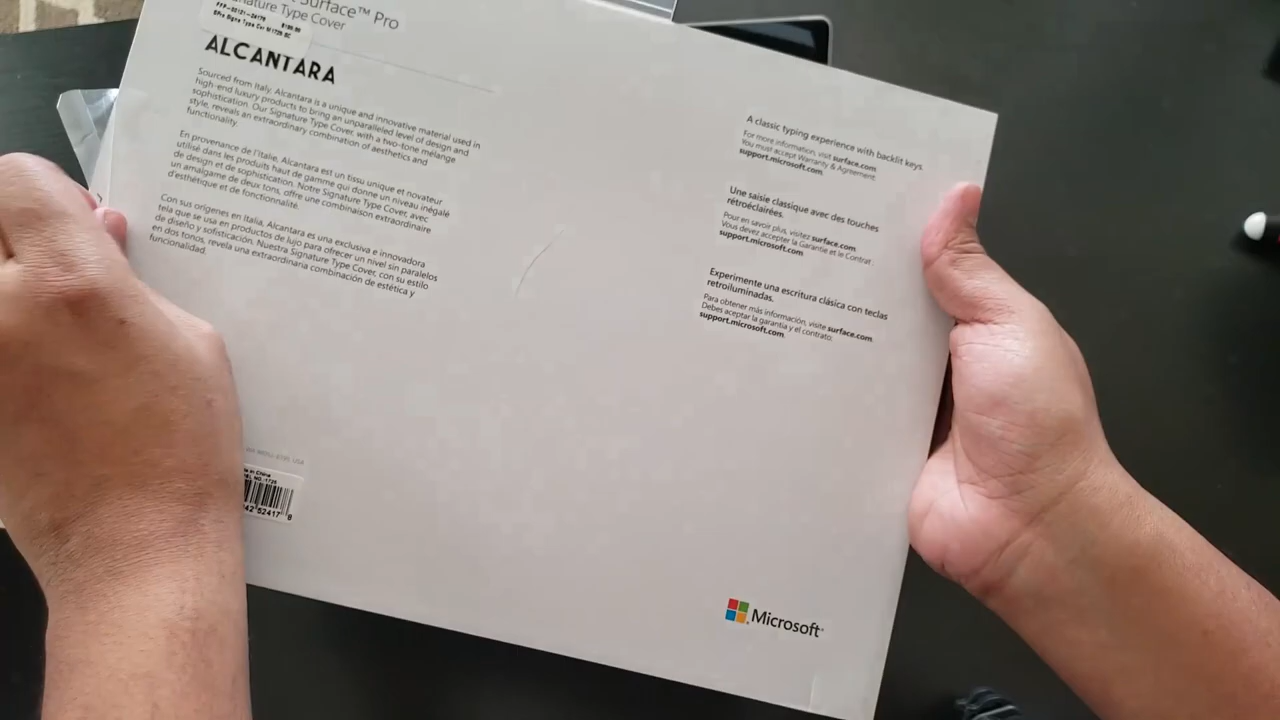 Surface™ Pro
Signature Type Cover
ALCANTARA
Sourced from Italy, Alcantara is a unique and innovative material used in
high-end luxury products to bring an unparalleled level of design and
sophistication. Our Signature Type Cover, with a two-tone mélange
style, reveals an extraordinary combination of aesthetics and
functionality.
En provenance de l'Italie, Alcantara est un tissu unique et novateur
utilisé dans les produits haut de gamme qui donne un niveau inégalé
de design et de sophistication. Notre Signature Type Cover, avec
un amalgame de deux tons, offre une combinaison extraordinaire
d'esthétique et de fonctionnalité.
Con sus orígenes en Italia, Alcantara es una exclusiva e innovadora
tela que se usa en productos de lujo para ofrecer un nivel sin paralelos
de diseño y sofisticación. Nuestra Signature Type Cover, con su estilo
en dos tonos, revela una extraordinaria combinación de estética y
funcionalidad.
A classic typing experience with backlit keys.
For more information, visit surface.com.
You must accept Warranty & Agreement:
support.microsoft.com.
Une saisie classique avec des touches
rétroéclairées.
Pour en savoir plus, visitez surface.com.
Vous devez accepter la Garantie et le Contrat:
support.microsoft.com.
Experimente una escritura clásica con teclas
retroiluminadas.
Para obtener más información, visite surface.com.
Debes aceptar la garantía y el contrato:
support.microsoft.com.
USA
in China
1725
42 52417 8
Microsoft